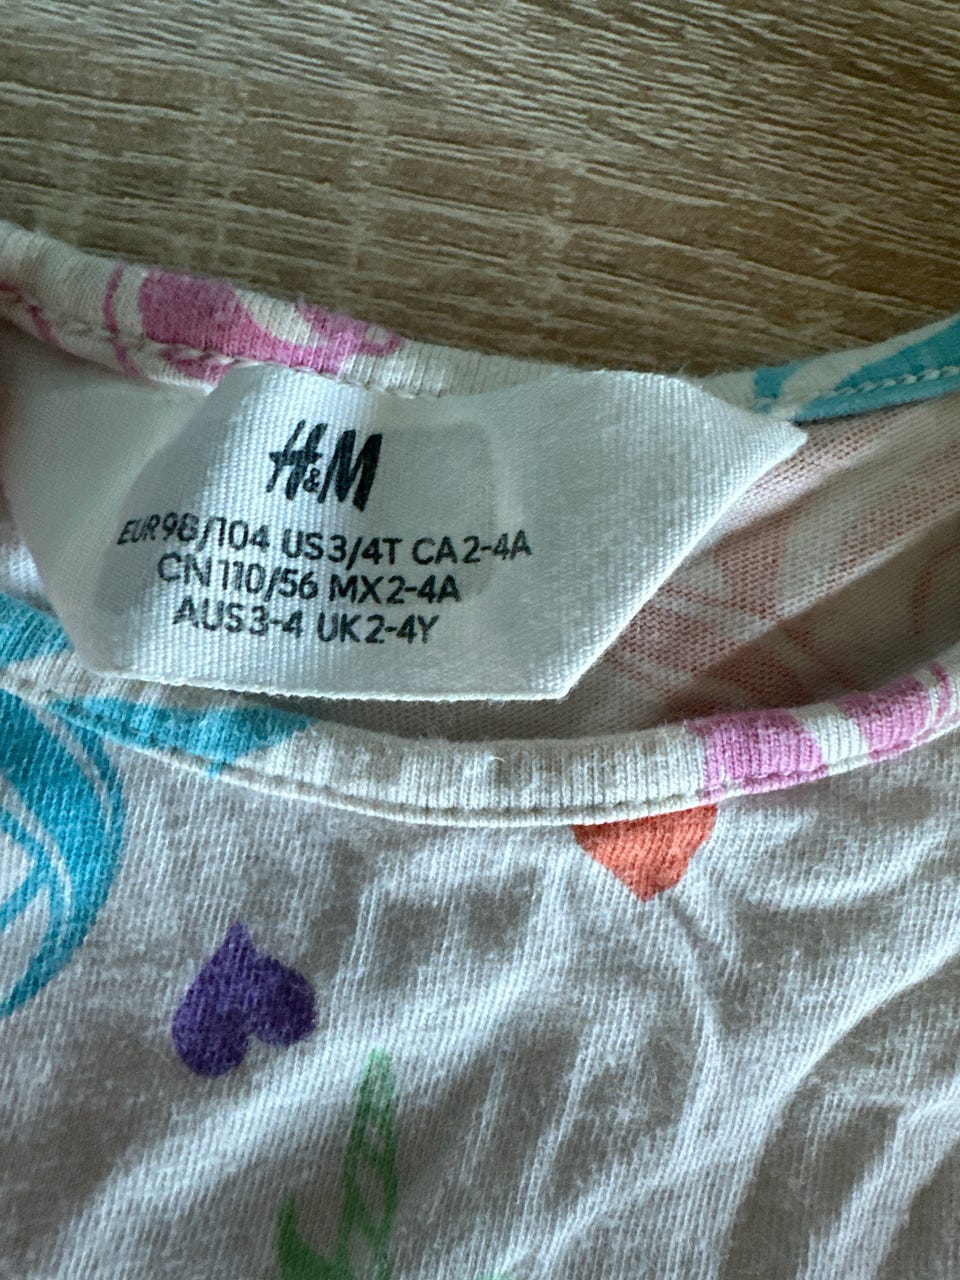 H&M
EUR98/104 US3/4T CA2-4A
CN110/56 MX2-4A
AUS3-4 UK2-4Y